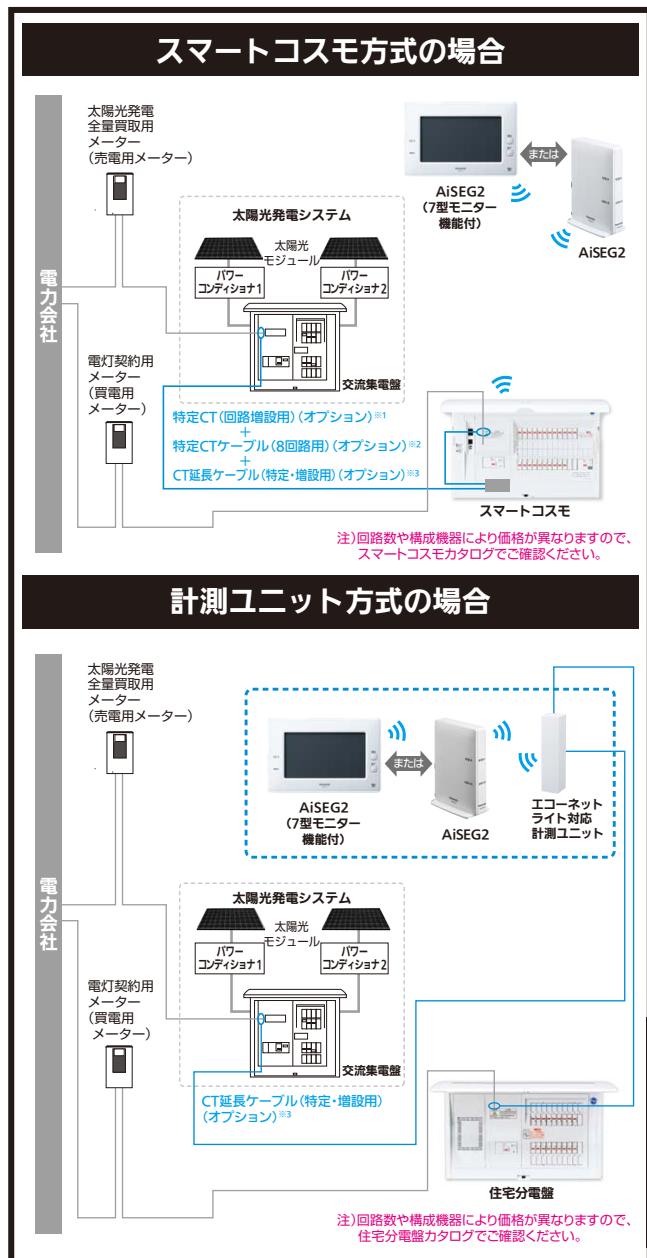 スマートコスモ方式の場合
太陽光発電
全量買取用
メーター
(売電用メーター)
または
AiSEG2
(7型モニター
機能付)
AiSEG2
太陽光発電システム
太陽光
モジュール
パワー
コンディショナ1
パワー
コンディショナ2
交流集電盤
電力会社
電灯契約用
メーター
(買電用
メーター)
特定CT(回路増設用)(オプション)※1
+
特定CTケーブル(8回路用)(オプション)※2
+
CT延長ケーブル(特定・増設用)(オプション)※3
スマートコスモ
注)回路数や構成機器により価格が異なりますので、
スマートコスモカタログでご確認ください。
計測ユニット方式の場合
太陽光発電
全量買取用
メーター
(売電用メーター)
または
AiSEG2
(7型モニター
機能付)
AiSEG2
エコーネット
ライト対応
計測ユニット
電力会社
太陽光発電システム
太陽光
モジュール
パワー
コンディショナ1
パワー
コンディショナ2
交流集電盤
電灯契約用
メーター
(買電用
メーター)
CT延長ケーブル(特定・増設用)
(オプション)※3
住宅分電盤
注)回路数や構成機器により価格が異なりますので、
住宅分電盤カタログでご確認ください。